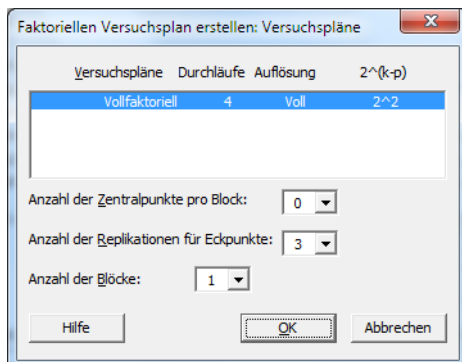 Faktoriellen Versuchsplan erstellen: Versuchspläne
Versuchspläne Durchläufe Auflösung 2^(k-p)
Vollfaktoriell 4 Voll 2^2
Anzahl der Zentralpunkte pro Block: 0
Anzahl der Replikationen für Eckpunkte: 3
Anzahl der Blöcke: 1
Hilfe OK Abbrechen